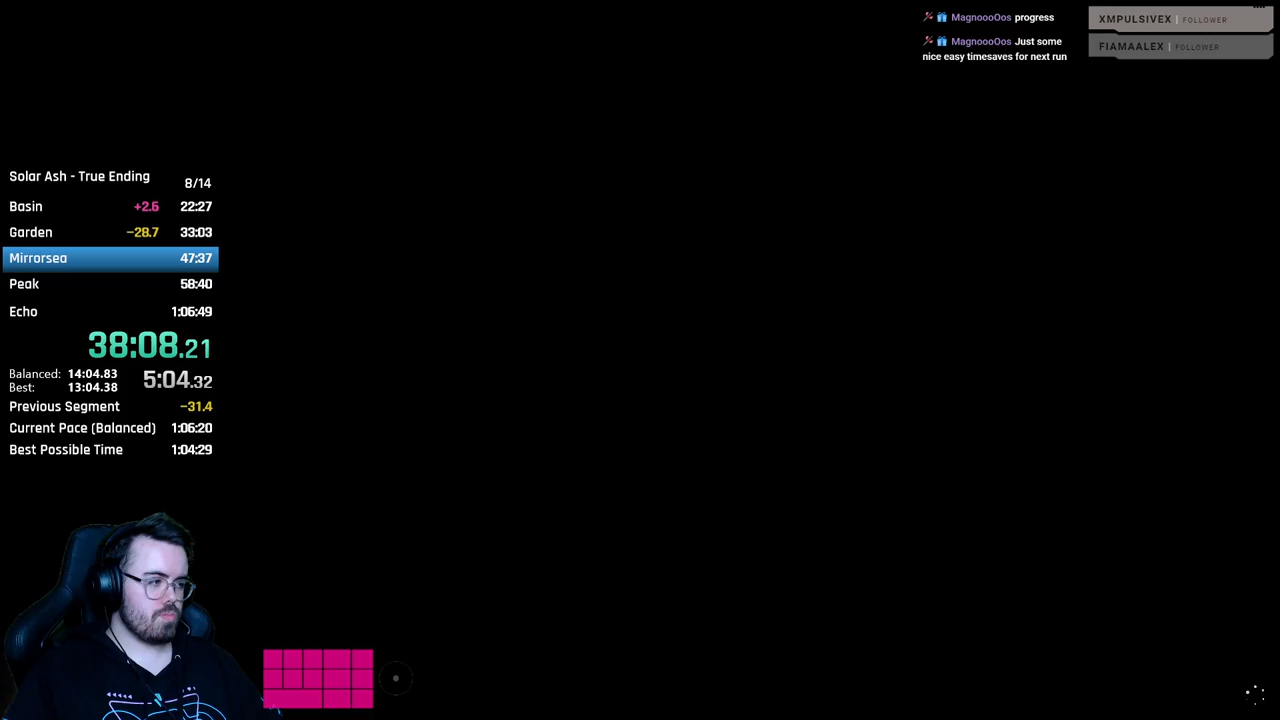 MagnoooOos progress
MagnoooOos Just some
nice easy timesaves for next run
XMPULSIVEX | FOLLOWER
FIAMAALEX | FOLLOWER
Solar Ash - True Ending 8/14
Basin +2.6 22:27
Garden −28.7 33:03
Mirrorsea 47:37
Peak 58:40
Echo 1:06:49
38:08.21
Balanced: 14:04.83
Best: 13:04.38
5:04.32
Previous Segment −31.4
Current Pace (Balanced) 1:06:20
Best Possible Time 1:04:29